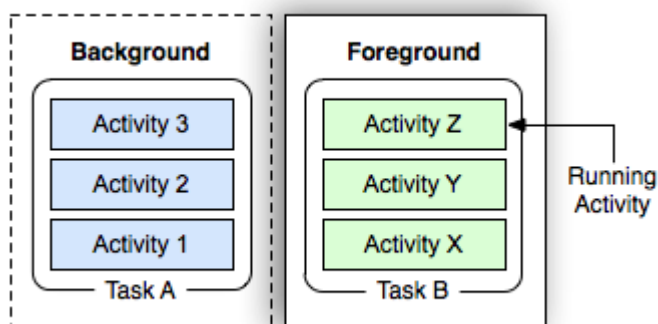 Background
Activity 3
Activity 2
Activity 1
Task A
Foreground
Activity Z
Activity Y
Activity X
Task B
Running
Activity